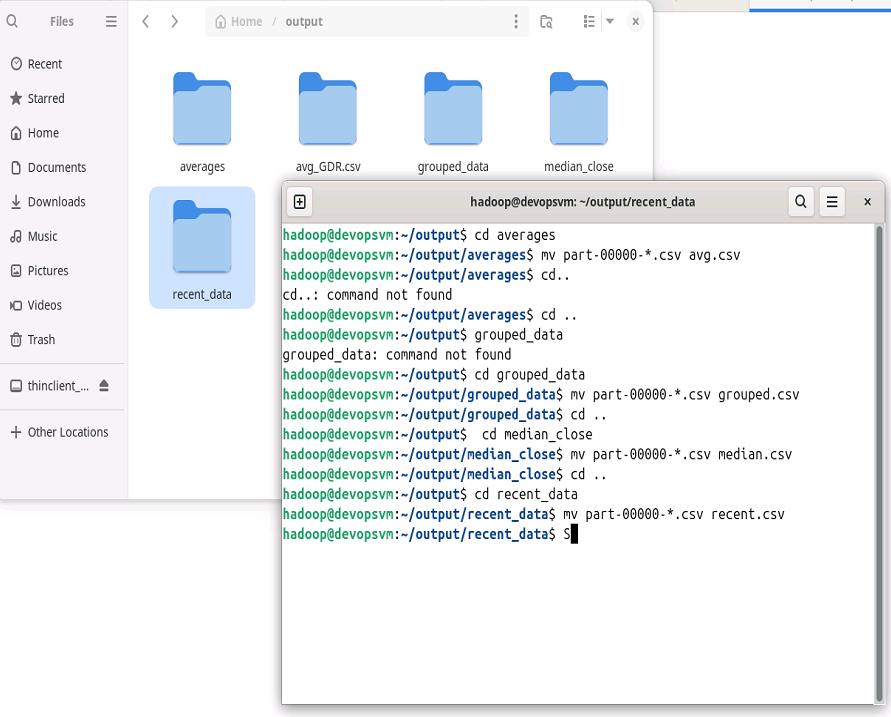 Files
Home / output
Recent
Starred
Home
Documents
Downloads
Music
Pictures
Videos
Trash
thinclient_...
Other Locations
averages
avg_GDR.csv
grouped_data
median_close
recent_data
hadoop@devopsvm: ~/output/recent_data
hadoop@devopsvm:~/output$ cd averages
hadoop@devopsvm:~/output/averages$ mv part-00000-*.csv avg.csv
hadoop@devopsvm:~/output/averages$ cd..
cd..: command not found
hadoop@devopsvm:~/output/averages$ cd ..
hadoop@devopsvm:~/output$ grouped_data
grouped_data: command not found
hadoop@devopsvm:~/output$ cd grouped_data
hadoop@devopsvm:~/output/grouped_data$ mv part-00000-*.csv grouped.csv
hadoop@devopsvm:~/output/grouped_data$ cd ..
hadoop@devopsvm:~/output$  cd median_close
hadoop@devopsvm:~/output/median_close$ mv part-00000-*.csv median.csv
hadoop@devopsvm:~/output/median_close$ cd ..
hadoop@devopsvm:~/output$ cd recent_data
hadoop@devopsvm:~/output/recent_data$ mv part-00000-*.csv recent.csv
hadoop@devopsvm:~/output/recent_data$ S